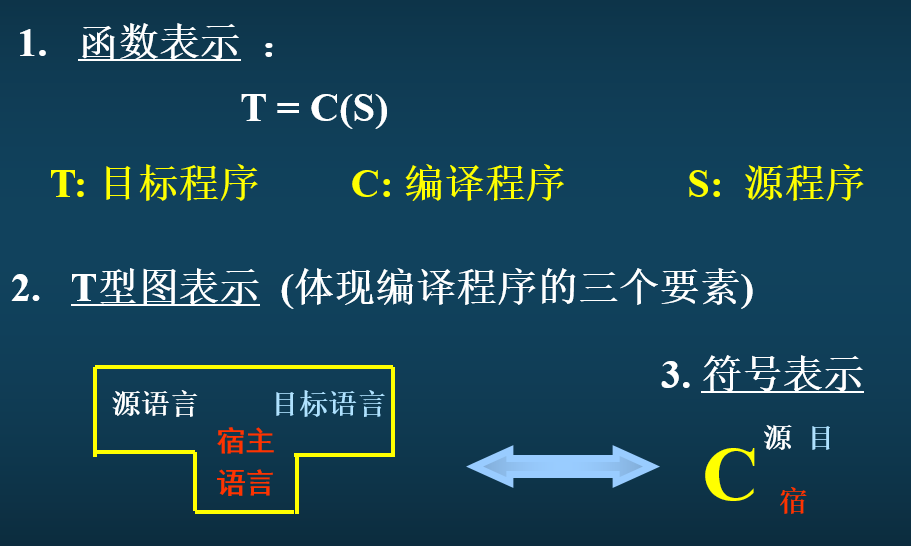 1. 函数表示 ：
T = C(S)
T: 目标程序 C: 编译程序 S: 源程序
2. T型图表示 (体现编译程序的三个要素)
3. 符号表示
源语言 目标语言
宿主
语言
C 源 目
宿